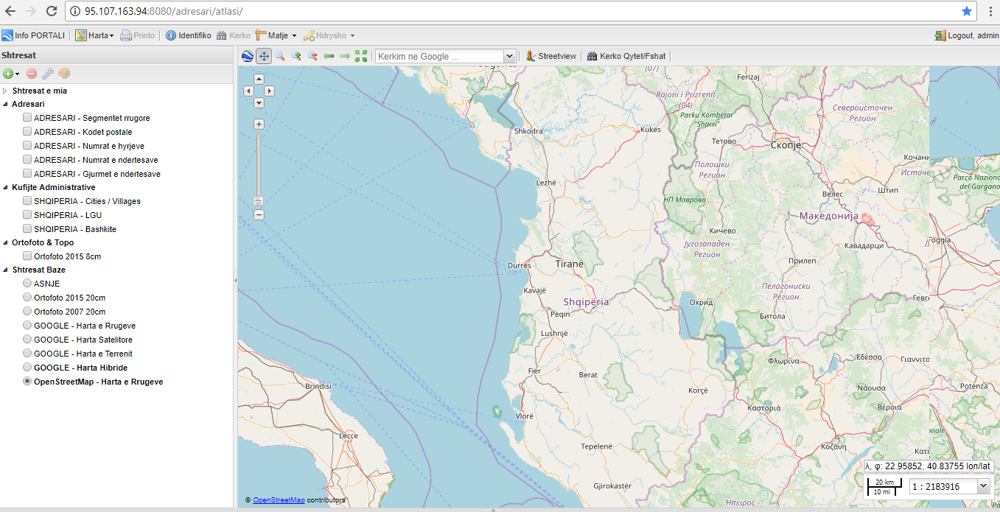 95.107.163.94:8080/adresari/atlasi/
Info PORTALI
Harta
Printo
Identifiko
Kerko
Matje
Ndrysho
Logout, admin
Shtresat
Kerkim ne Google ...
Streetview
Kerko Qytet/Fshat
Shtresat e mia
Adresari
ADRESARI - Segmentet rrugore
ADRESARI - Kodet postale
ADRESARI - Numrat e hyrjeve
ADRESARI - Numrat e ndertesave
ADRESARI - Gjurmet e ndertesave
Kufijte Administrative
SHQIPERIA - Cities / Villages
SHQIPERIA - LGU
SHQIPERIA - Bashkite
Ortofoto & Topo
Ortofoto 2015 8cm
Shtresat Baze
ASNJE
Ortofoto 2015 20cm
Ortofoto 2007 20cm
GOOGLE - Harta e Rrugeve
GOOGLE - Harta Satelitore
GOOGLE - Harta e Terrenit
GOOGLE - Harta Hibride
OpenStreetMap - Harta e Rrugeve
(07)
Ferizaj
Rajoni i Prizrenit
(04)
Parku Kombëtar
"Sharri"
Североисточен
Регион
Shkodra
Kukës
Тетово
Скопје
Кочани
Полошки
Регион
Источе
Parco Naziona
del Gargano
Lezhë
Велес
Штип
НП Маврово
Македонија
Кичево
Југозападен
Регион
Кавадарци
foggia
Прилеп
Durrës
Tiranë
Пелагониски
Регион
Kavajë
Shqipëria
Охрид
Гевг
Peqin
Битола
Lushnjë
Φλώρινα
Έδεσσα
Γιαννιτσ
Fier
Berat
Brindisi
Korçë
Νάουσα
Potenza
Καστοριά
Βέροια
Vlorë
Lecce
Tepelenë
Κοζάνη
Κατε
Gjirokastër
Ήπειρος -
λ, φ: 22.95852, 40.83755 lon/lat
20 km
10 mi
1 : 2183916
© OpenStreetMap contributors